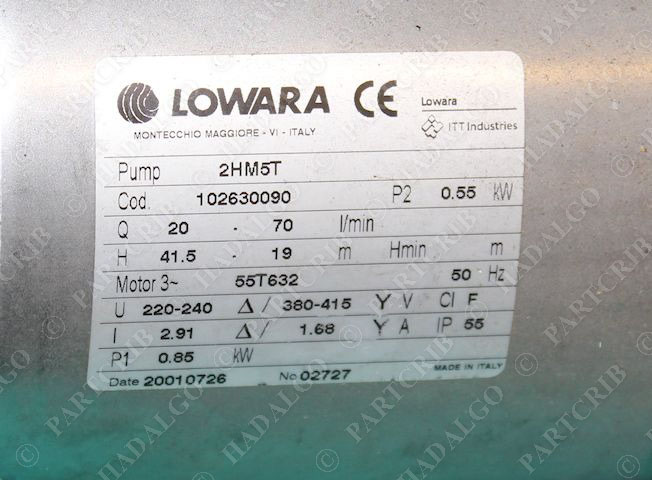 LOWARA CE
MONTECCHIO MAGGIORE - VI - ITALY
Lowara
ITT Industries
Pump 2HM5T
Cod. 102630090 P2 0.55 kW
Q 20 - 70 l/min
H 41.5 - 19 m Hmin m
Motor 3~ 55T632 50 Hz
U 220-240 Δ / 380-415 Y V Cl F
I 2.91 Δ / 1.68 Y A IP 55
P1 0.85 kW
Date 20010726 No 02727 MADE IN ITALY
© PARTCRIB
HADALGO